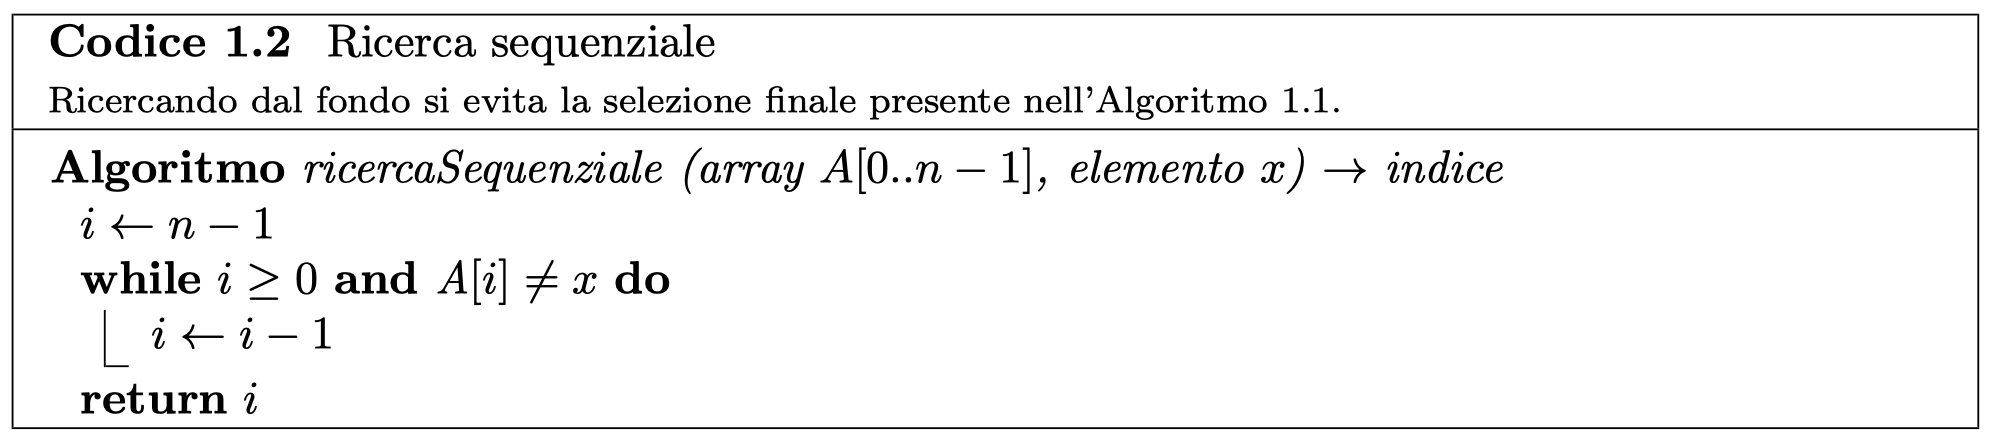 Codice 1.2 Ricerca sequenziale
Ricercando dal fondo si evita la selezione finale presente nell'Algoritmo 1.1.
Algoritmo ricercaSequenziale (array A[0..n − 1], elemento x) → indice
i ← n − 1
while i ≥ 0 and A[i] ≠ x do
i ← i − 1
return i